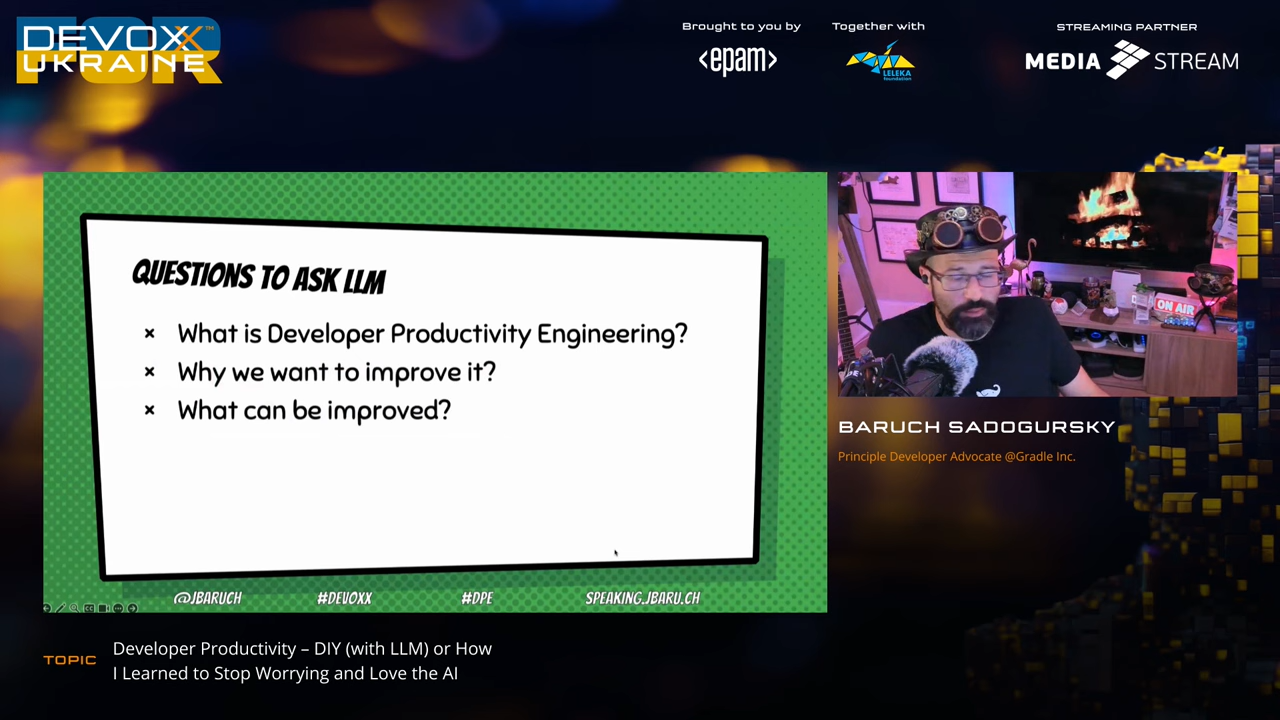 DEVOXX™
UKRAINE
FOR
Brought to you by
<epam>
Together with
LELEKA
foundation
STREAMING PARTNER
MEDIA STREAM
QUESTIONS TO ASK LLM
× What is Developer Productivity Engineering?
× Why we want to improve it?
× What can be improved?
@JBARUCH
#DEVOXX
#DPE
SPEAKING.JBARU.CH
ON AIR
BARUCH SADOGURSKY
Principle Developer Advocate @Gradle Inc.
TOPIC
Developer Productivity – DIY (with LLM) or How
I Learned to Stop Worrying and Love the AI